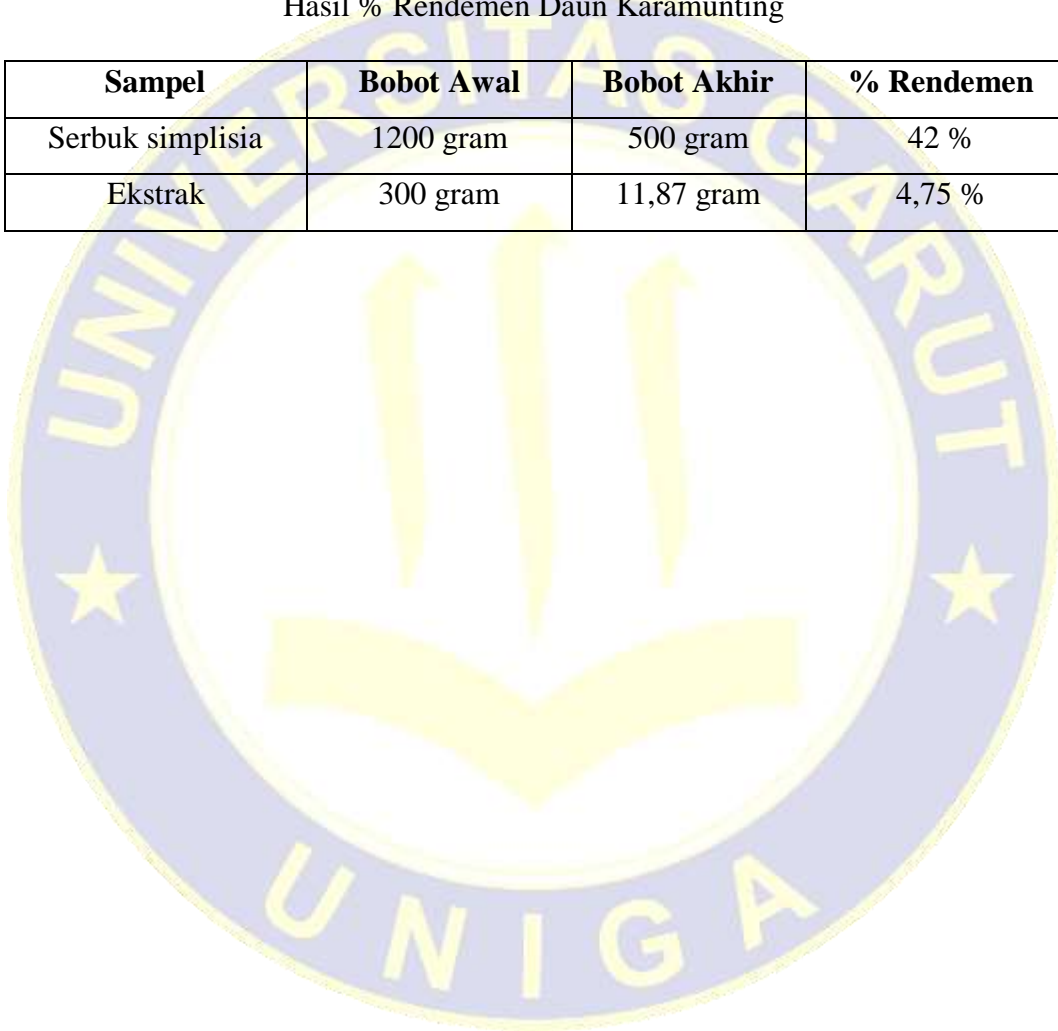 Hasil % Rendemen Daun Karamunting
Sampel Bobot Awal Bobot Akhir % Rendemen
Serbuk simplisia 1200 gram 500 gram 42 %
Ekstrak 300 gram 11,87 gram 4,75 %
UNIVERSITAS GARUT
UNIGA